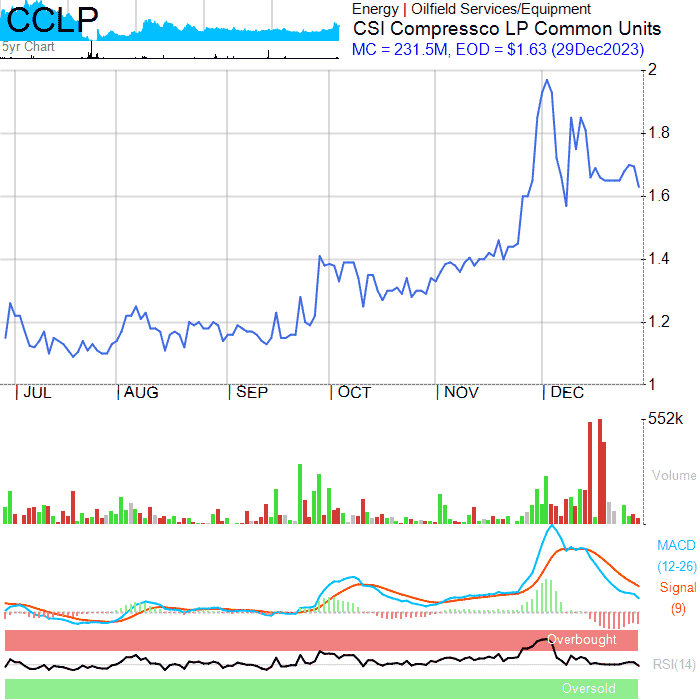 CCLP
5yr Chart
Energy | Oilfield Services/Equipment
CSI Compressco LP Common Units
MC = 231.5M, EOD = $1.63 (29Dec2023)
2
1.8
1.6
1.4
1.2
1
JUL
AUG
SEP
OCT
NOV
DEC
552k
Volume
MACD
(12-26)
Signal
(9)
Overbought
RSI(14)
Oversold